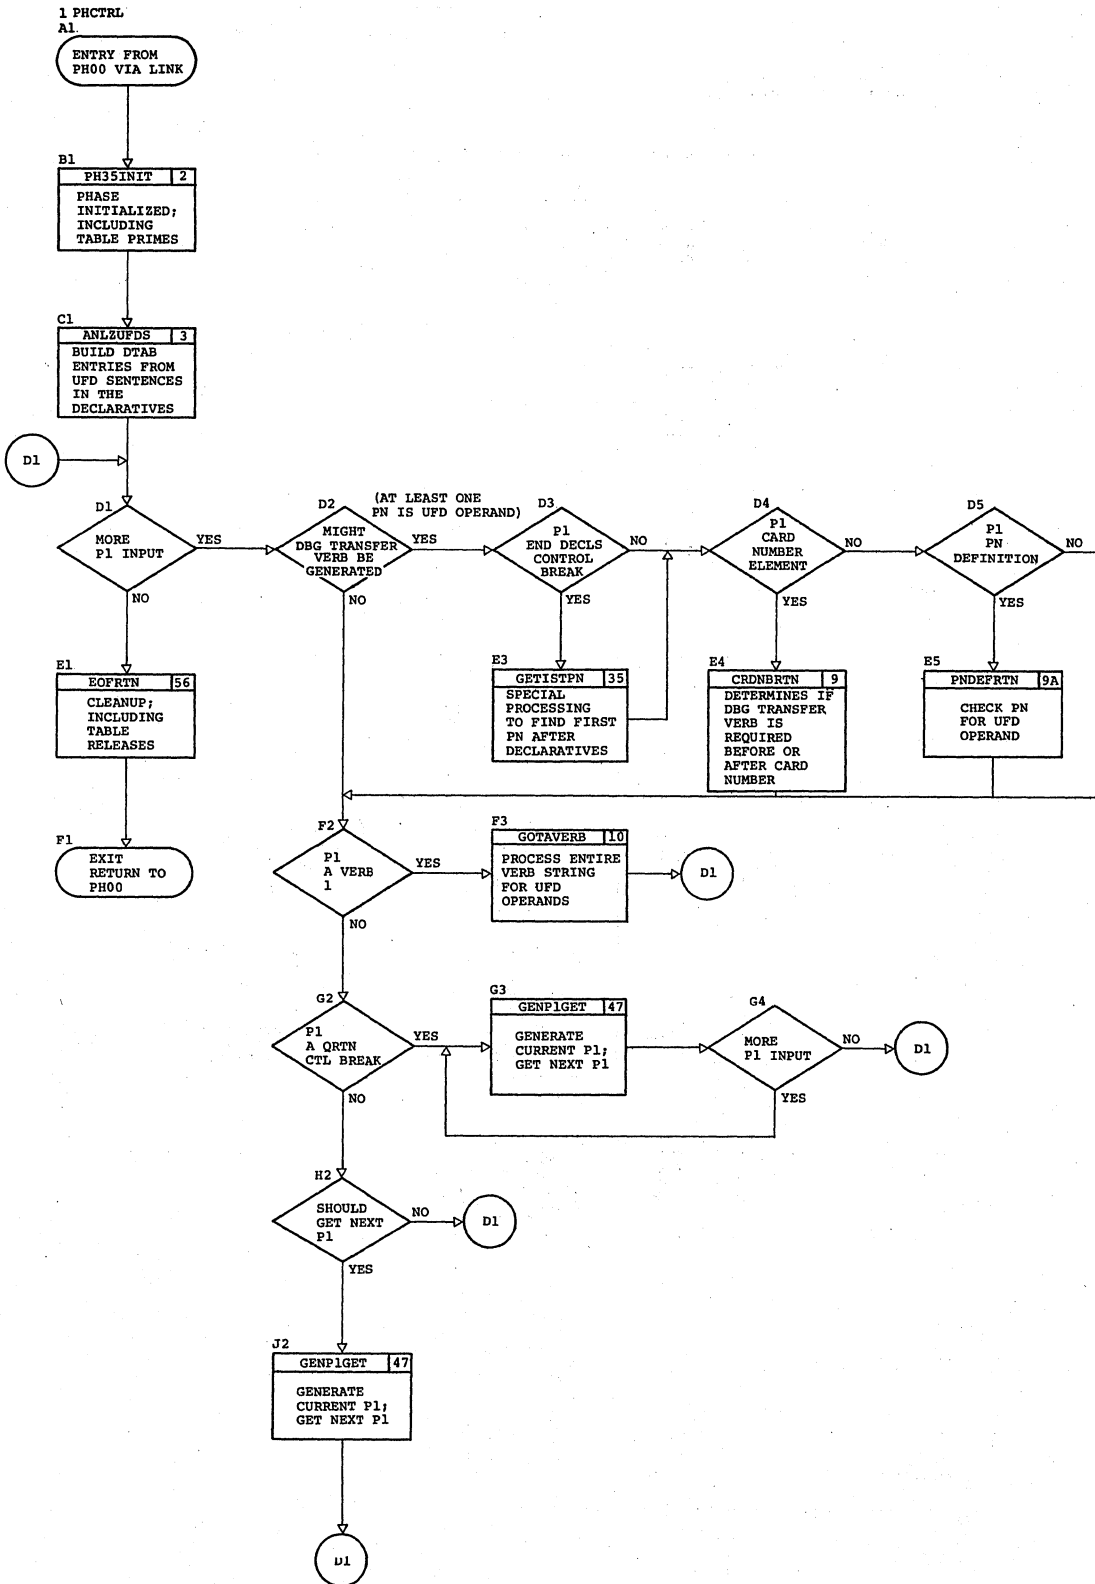 1 PHCTRL
A1
ENTRY FROM
PH00 VIA LINK
B1
PH35INIT 2
PHASE
INITIALIZED;
INCLUDING
TABLE PRIMES
C1
ANLZUFDS 3
BUILD DTAB
ENTRIES FROM
UFD SENTENCES
IN THE
DECLARATIVES
D1
D1
MORE
P1 INPUT
YES
NO
D2
(AT LEAST ONE
PN IS UFD OPERAND)
MIGHT
DBG TRANSFER
VERB BE
GENERATED
YES
NO
D3
P1
END DECLS
CONTROL
BREAK
NO
YES
D4
P1
CARD
NUMBER
ELEMENT
NO
YES
D5
P1
PN
DEFINITION
NO
YES
E1
EOFRTN 56
CLEANUP;
INCLUDING
TABLE
RELEASES
E3
GETISTPN 35
SPECIAL
PROCESSING
TO FIND FIRST
PN AFTER
DECLARATIVES
E4
CRDNBRTN 9
DETERMINES IF
DBG TRANSFER
VERB IS
REQUIRED
BEFORE OR
AFTER CARD
NUMBER
E5
PNDEFRTN 9A
CHECK PN
FOR UFD
OPERAND
F1
EXIT
RETURN TO
PH00
F2
P1
A VERB
1
YES
NO
F3
GOTAVERB 10
PROCESS ENTIRE
VERB STRING
FOR UFD
OPERANDS
D1
G2
P1
A QRTN
CTL BREAK
YES
NO
G3
GENP1GET 47
GENERATE
CURRENT P1;
GET NEXT P1
G4
MORE
P1 INPUT
NO
YES
D1
H2
SHOULD
GET NEXT
P1
NO
YES
D1
J2
GENP1GET 47
GENERATE
CURRENT P1;
GET NEXT P1
D1